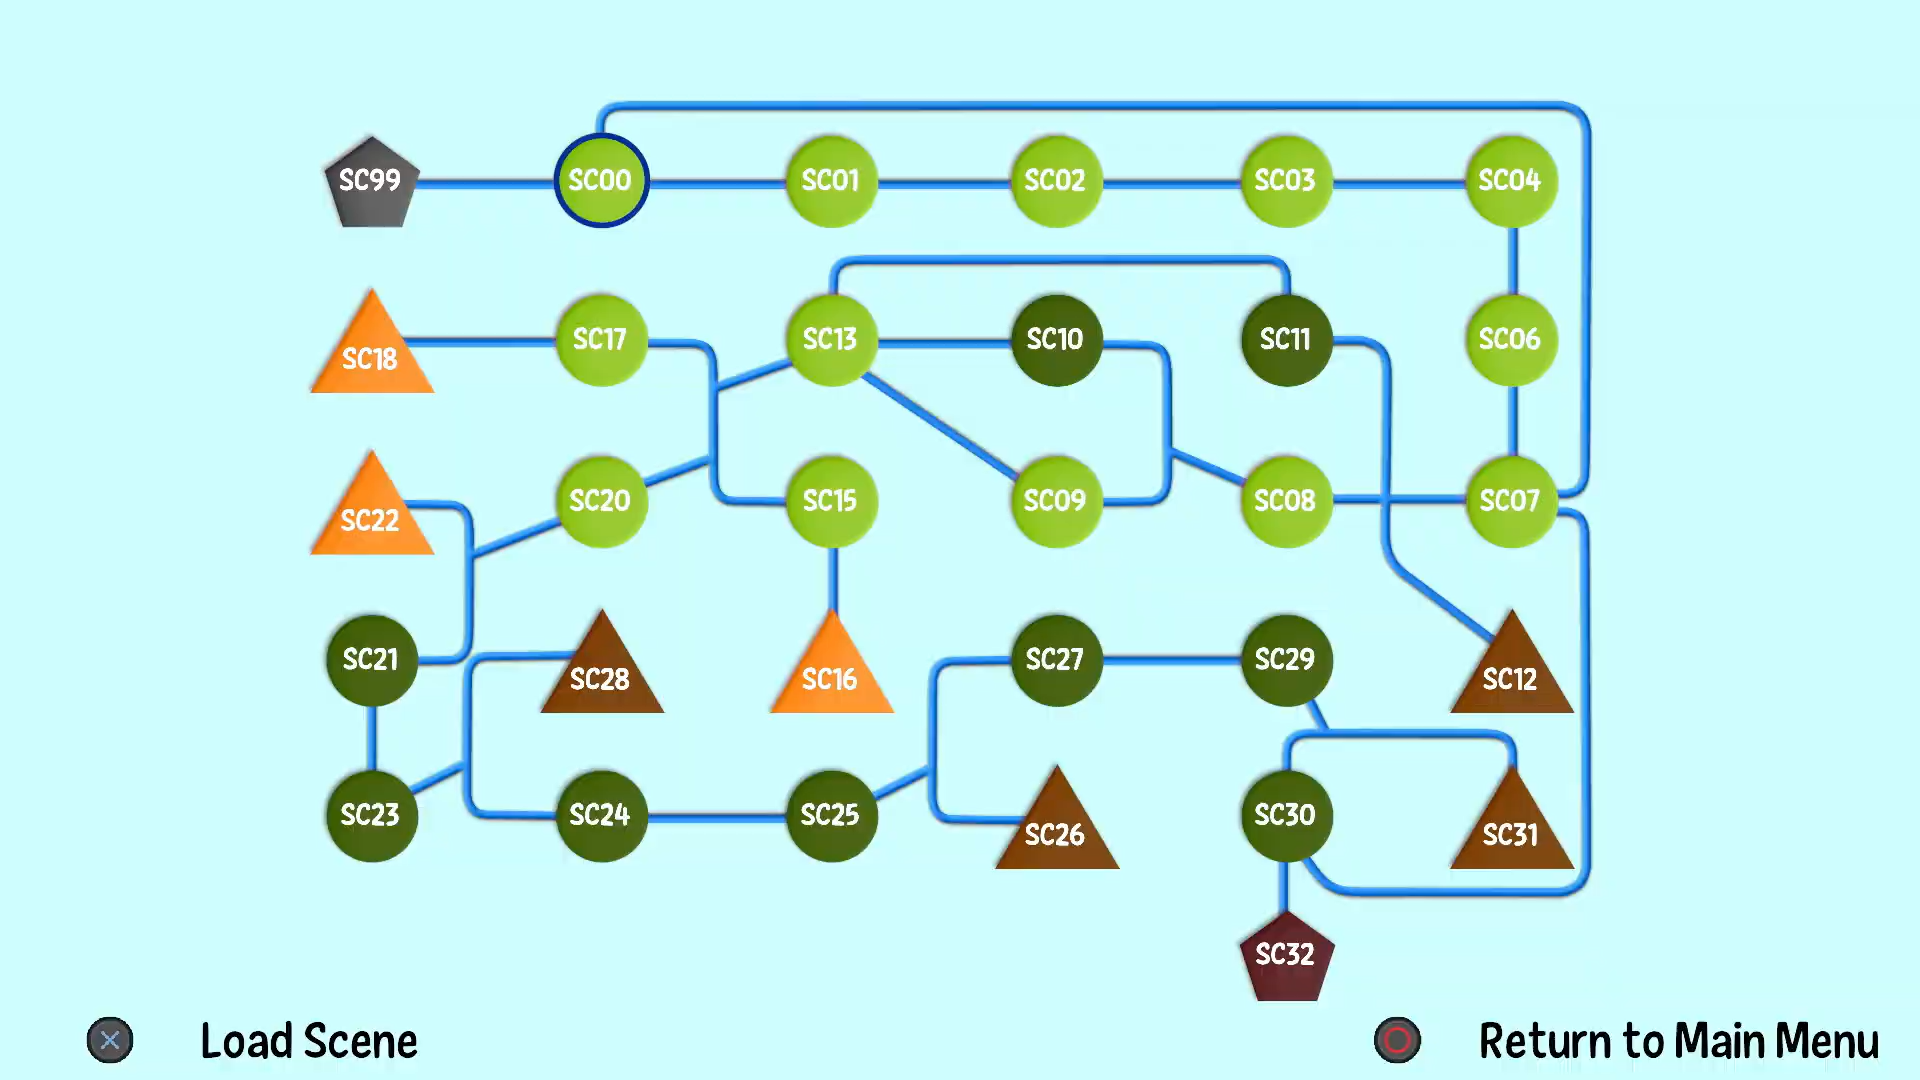 SC99 SC00 SC01 SC02 SC03 SC04
SC18 SC17 SC13 SC10 SC11 SC06
SC22 SC20 SC15 SC09 SC08 SC07
SC21 SC28 SC16 SC27 SC29 SC12
SC23 SC24 SC25 SC26 SC30 SC31
SC32
Load Scene Return to Main Menu